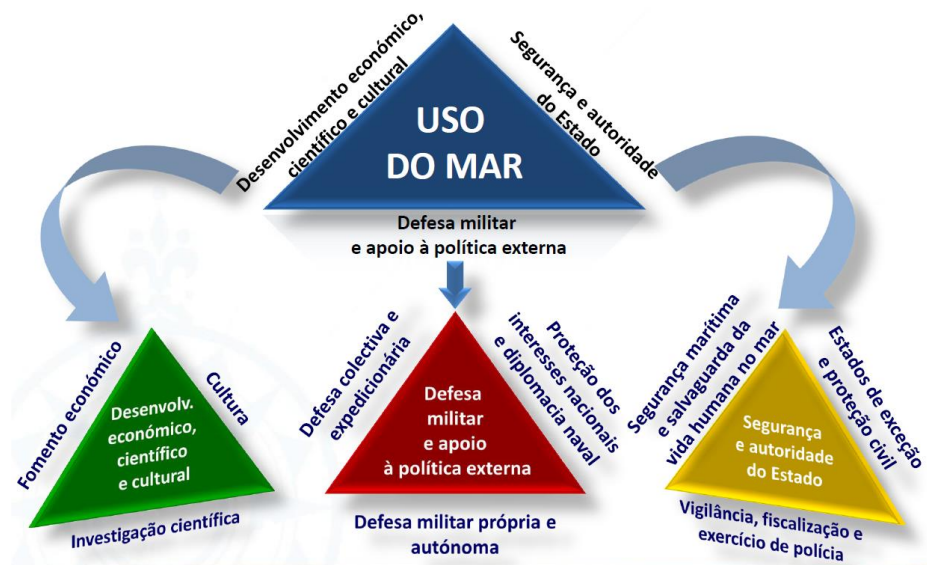 Desenvolvimento económico,
científico e cultural
USO
DO MAR
Segurança e autoridade
do Estado
Defesa militar
e apoio à política externa
Fomento económico
Desenvolv.
económico,
científico
e cultural
Cultura
Investigação científica
Defesa colectiva e
expedicionária
Defesa
militar
e apoio
à política externa
Proteção dos
interesses nacionais
e diplomacia naval
Defesa militar própria e
autónoma
Segurança marítima
e salvaguarda da
vida humana no mar
Segurança
e autoridade
do Estado
Estados de exceção
e proteção civil
Vigilância, fiscalização e
exercício de polícia